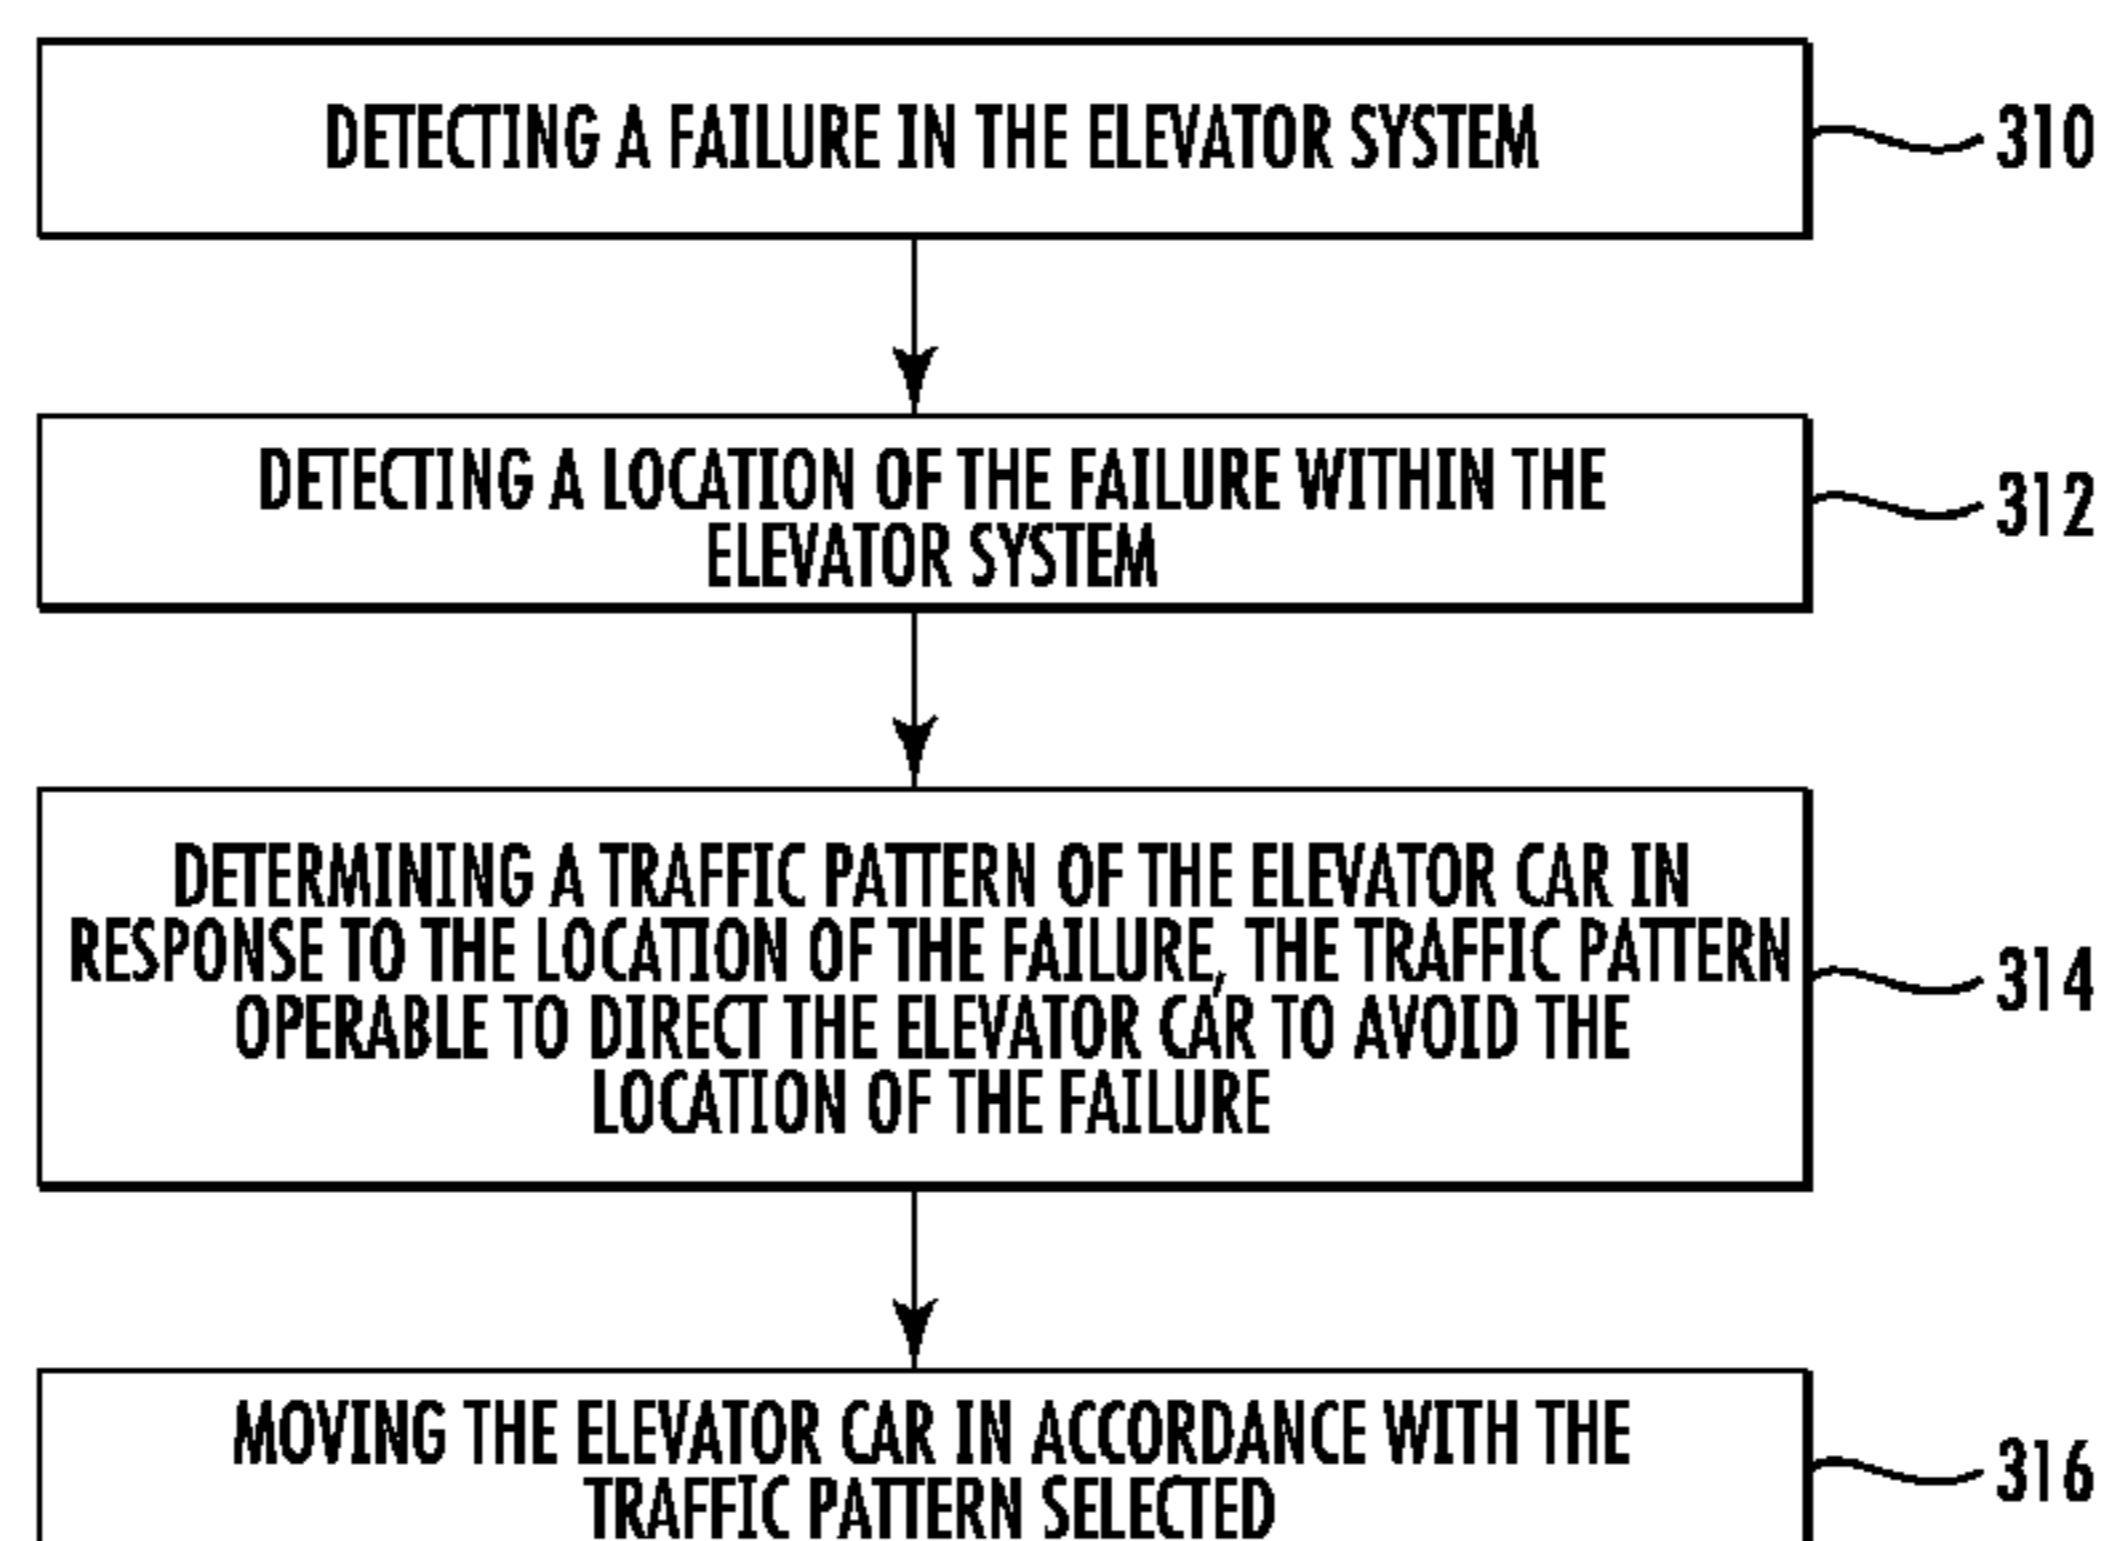 DETECTING A FAILURE IN THE ELEVATOR SYSTEM
310
DETECTING A LOCATION OF THE FAILURE WITHIN THE
ELEVATOR SYSTEM
312
DETERMINING A TRAFFIC PATTERN OF THE ELEVATOR CAR IN
RESPONSE TO THE LOCATION OF THE FAILURE, THE TRAFFIC PATTERN
OPERABLE TO DIRECT THE ELEVATOR CAR TO AVOID THE
LOCATION OF THE FAILURE
314
MOVING THE ELEVATOR CAR IN ACCORDANCE WITH THE
TRAFFIC PATTERN SELECTED
316